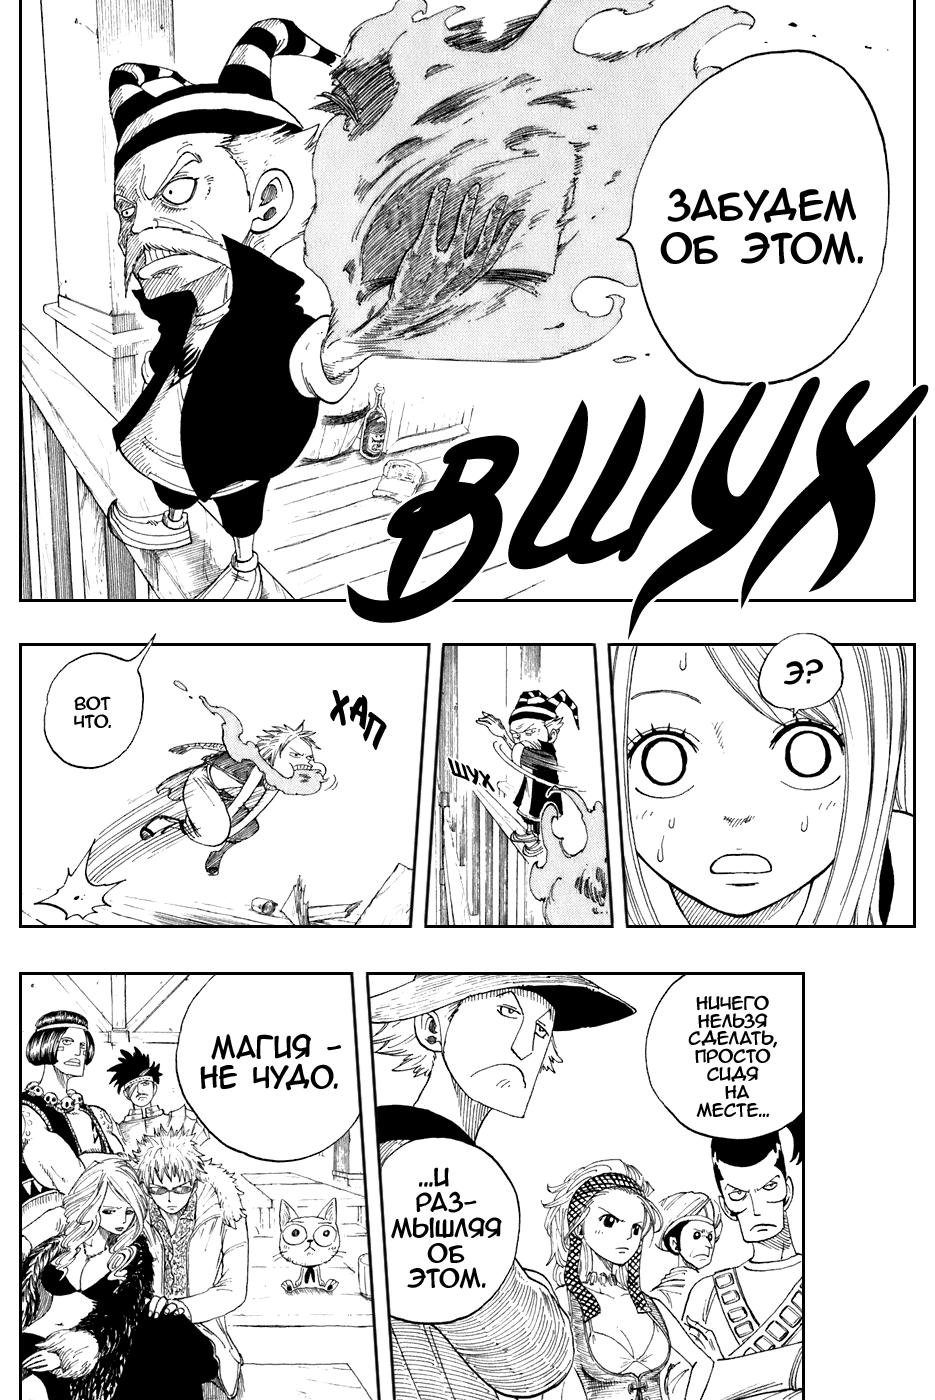 ЗАБУДЕМ
ОБ ЭТОМ.
ВШУХ
Э?
ШУХ
ХАП
ВОТ
ЧТО.
НИЧЕГО
НЕЛЬЗЯ
СДЕЛАТЬ,
ПРОСТО
СИДЯ
НА
МЕСТЕ...
...И
РАЗ-
МЫШЛЯЯ
ОБ
ЭТОМ.
МАГИЯ -
НЕ ЧУДО.